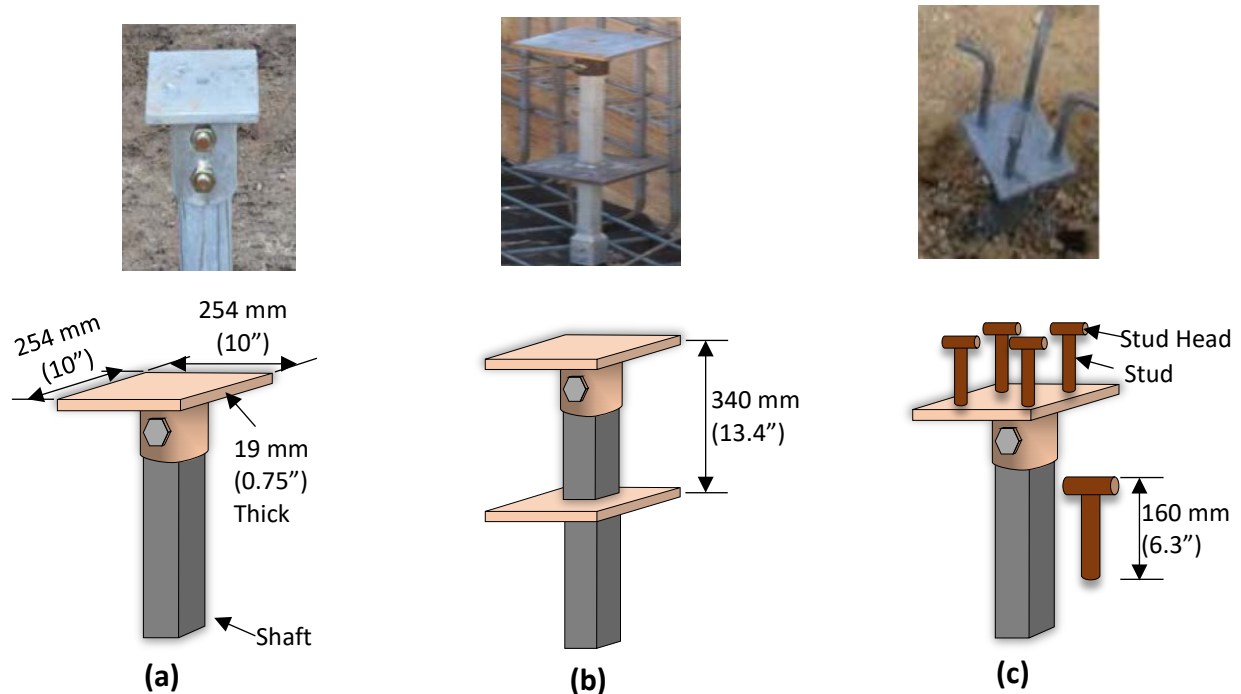 254 mm
(10”)
254 mm
(10”)
19 mm
(0.75”)
Thick
Shaft
(a)
340 mm
(13.4”)
(b)
Stud Head
Stud
160 mm
(6.3”)
(c)